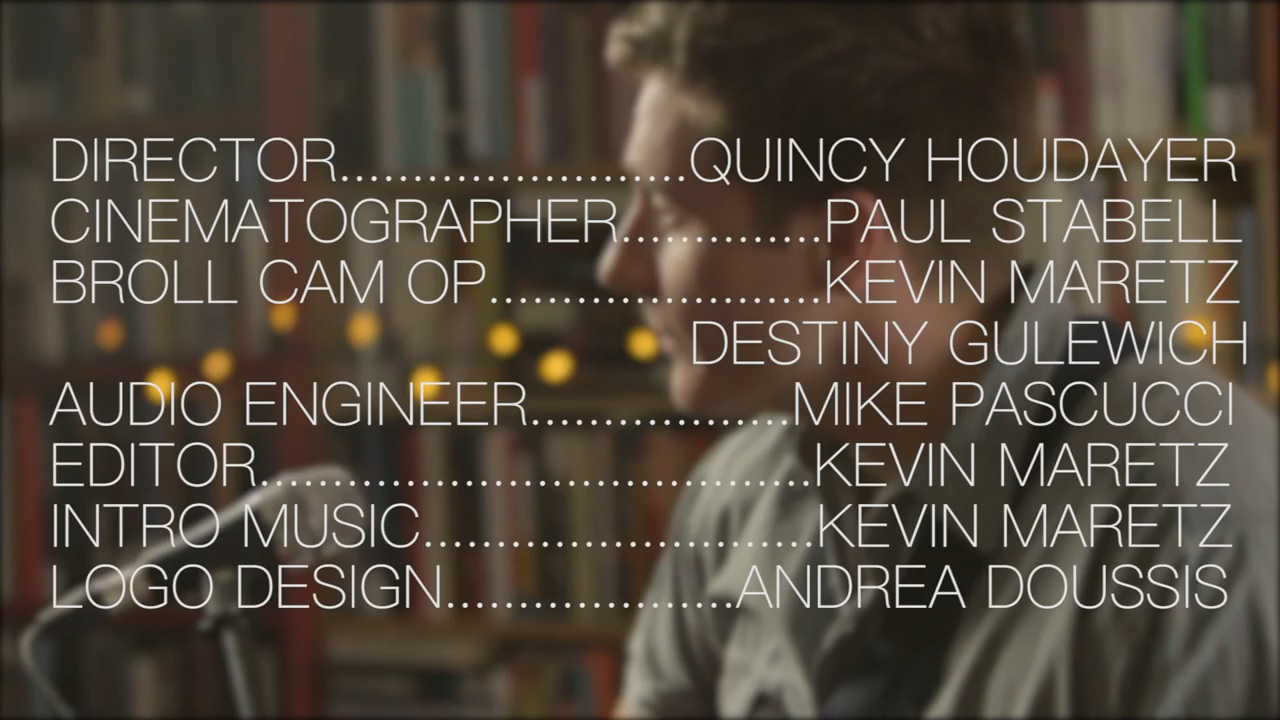 DIRECTOR........................QUINCY HOUDAYER
CINEMATOGRAPHER..............PAUL STABELL
BROLL CAM OP.......................KEVIN MARETZ
DESTINY GULEWICH
AUDIO ENGINEER..................MIKE PASCUCCI
EDITOR......................................KEVIN MARETZ
INTRO MUSIC...........................KEVIN MARETZ
LOGO DESIGN....................ANDREA DOUSSIS